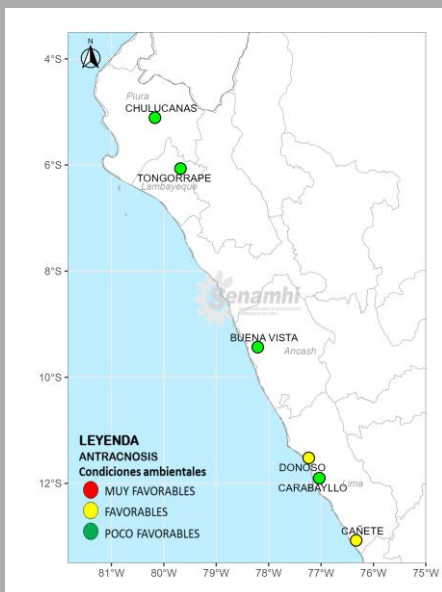 N
4°S
Piura
CHULUCANAS
6°S
TONGORRAPE
Lambayeque
8°S
Senamhi
BUENA VISTA
Ancash
10°S
LEYENDA
ANTRACNOSIS
Condiciones ambientales
MUY FAVORABLES
FAVORABLES
POCO FAVORABLES
DONOSO
CARABAYLLO
Lima
12°S
CAÑETE
81°W 80°W 79°W 78°W 77°W 76°W 75°W